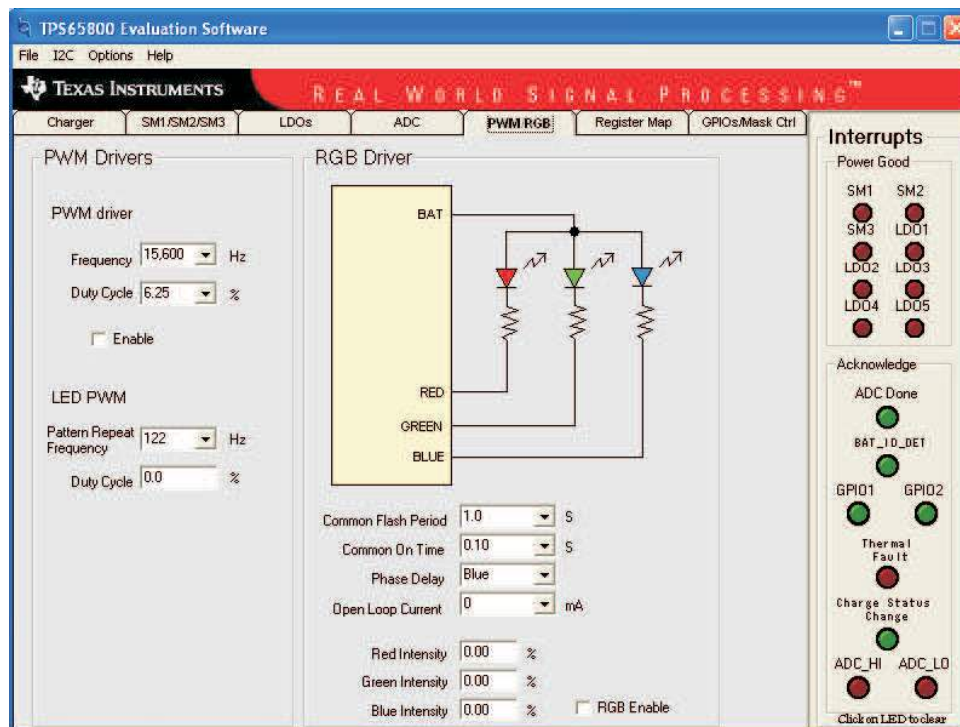 TPS65800 Evaluation Software
File I2C Options Help
TEXAS INSTRUMENTS REAL WORLD SIGNAL PROCESSING™
Charger SM1/SM2/SM3 LDOs ADC PWM/RGB Register Map GPIOs/Mask Ctrl
PWM Drivers
PWM driver
Frequency 15,600 Hz
Duty Cycle 6.25 %
Enable
LED PWM
Pattern Repeat Frequency 122 Hz
Duty Cycle 0.0 %
RGB Driver
BAT
RED
GREEN
BLUE
Common Flash Period 1.0 S
Common On Time 0.10 S
Phase Delay Blue
Open Loop Current 0 mA
Red Intensity 0.00 %
Green Intensity 0.00 %
Blue Intensity 0.00 %
RGB Enable
Interrupts
Power Good
SM1 SM2
SM3 LDO1
LDO2 LDO3
LDO4 LDO5
Acknowledge
ADC Done
BAT_ID_DET
GPIO1 GPIO2
Thermal
Fault
Charge Status
Change
ADC_HI ADC_LO
Click on LED to clear